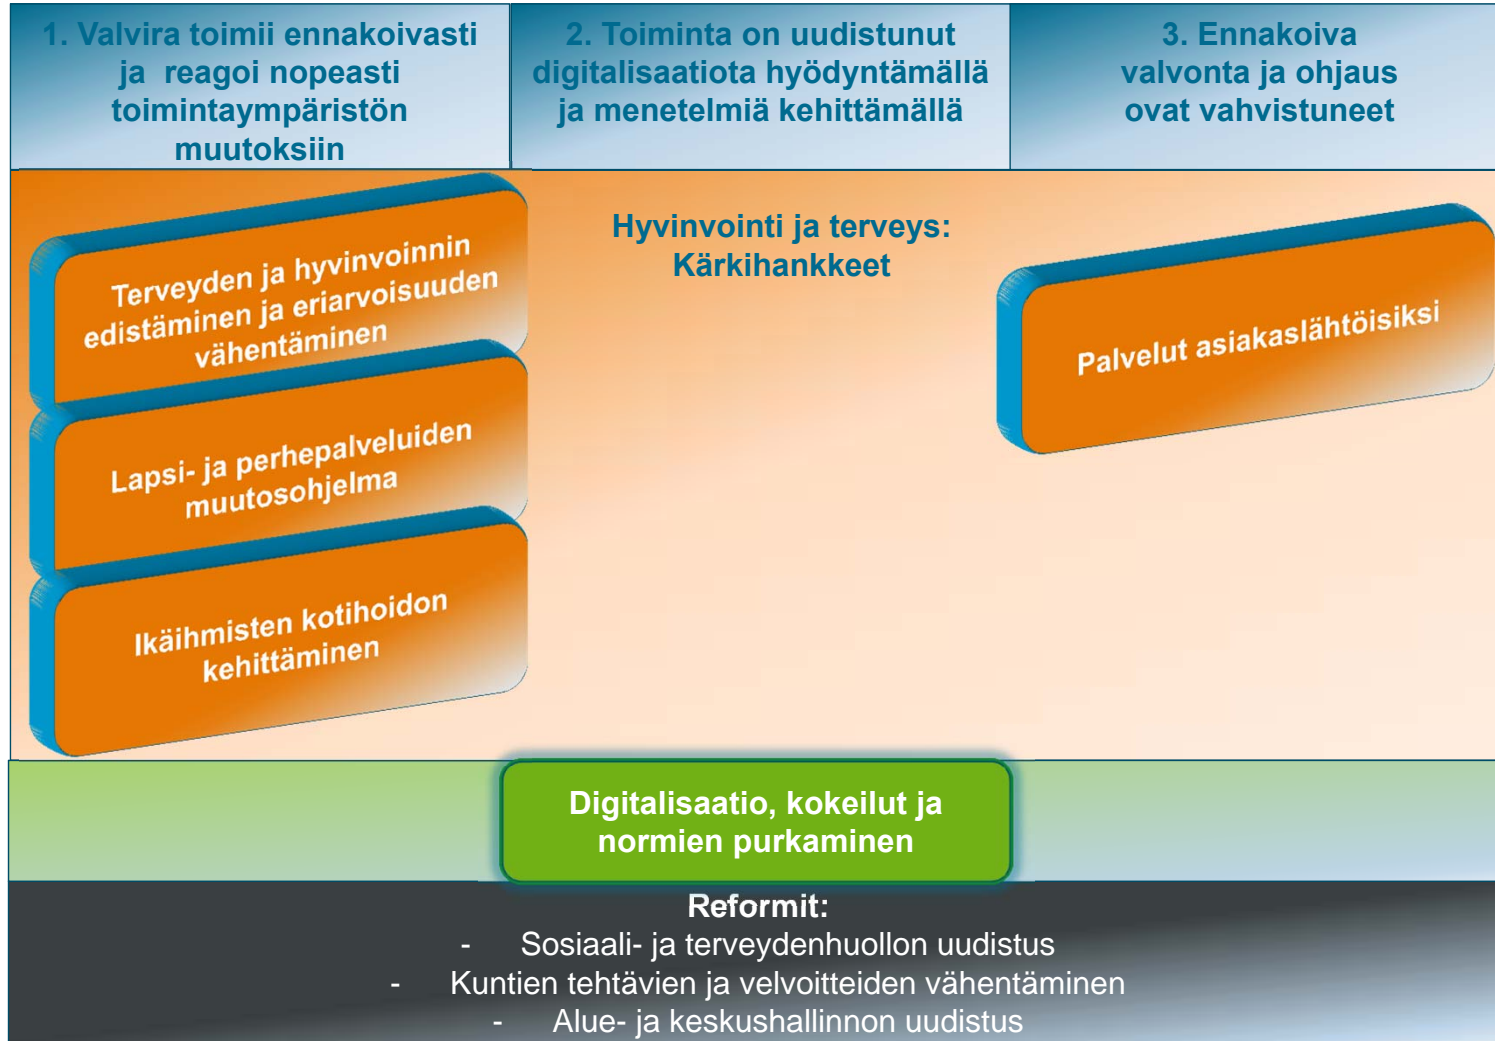 1. Valvira toimii ennakoivasti
ja reagoi nopeasti
toimintaympäristön
muutoksiin
2. Toiminta on uudistunut
digitalisaatiota hyödyntämällä
ja menetelmiä kehittämällä
3. Ennakoiva
valvonta ja ohjaus
ovat vahvistuneet
Terveyden ja hyvinvoinnin
edistäminen ja eriarvoisuuden
vähentäminen
Lapsi- ja perhepalveluiden
muutosohjelma
Ikäihmisten kotihoidon
kehittäminen
Hyvinvointi ja terveys:
Kärkihankkeet
Palvelut asiakaslähtöisiksi
Digitalisaatio, kokeilut ja
normien purkaminen
Reformit:
- Sosiaali- ja terveydenhuollon uudistus
- Kuntien tehtävien ja velvoitteiden vähentäminen
- Alue- ja keskushallinnon uudistus